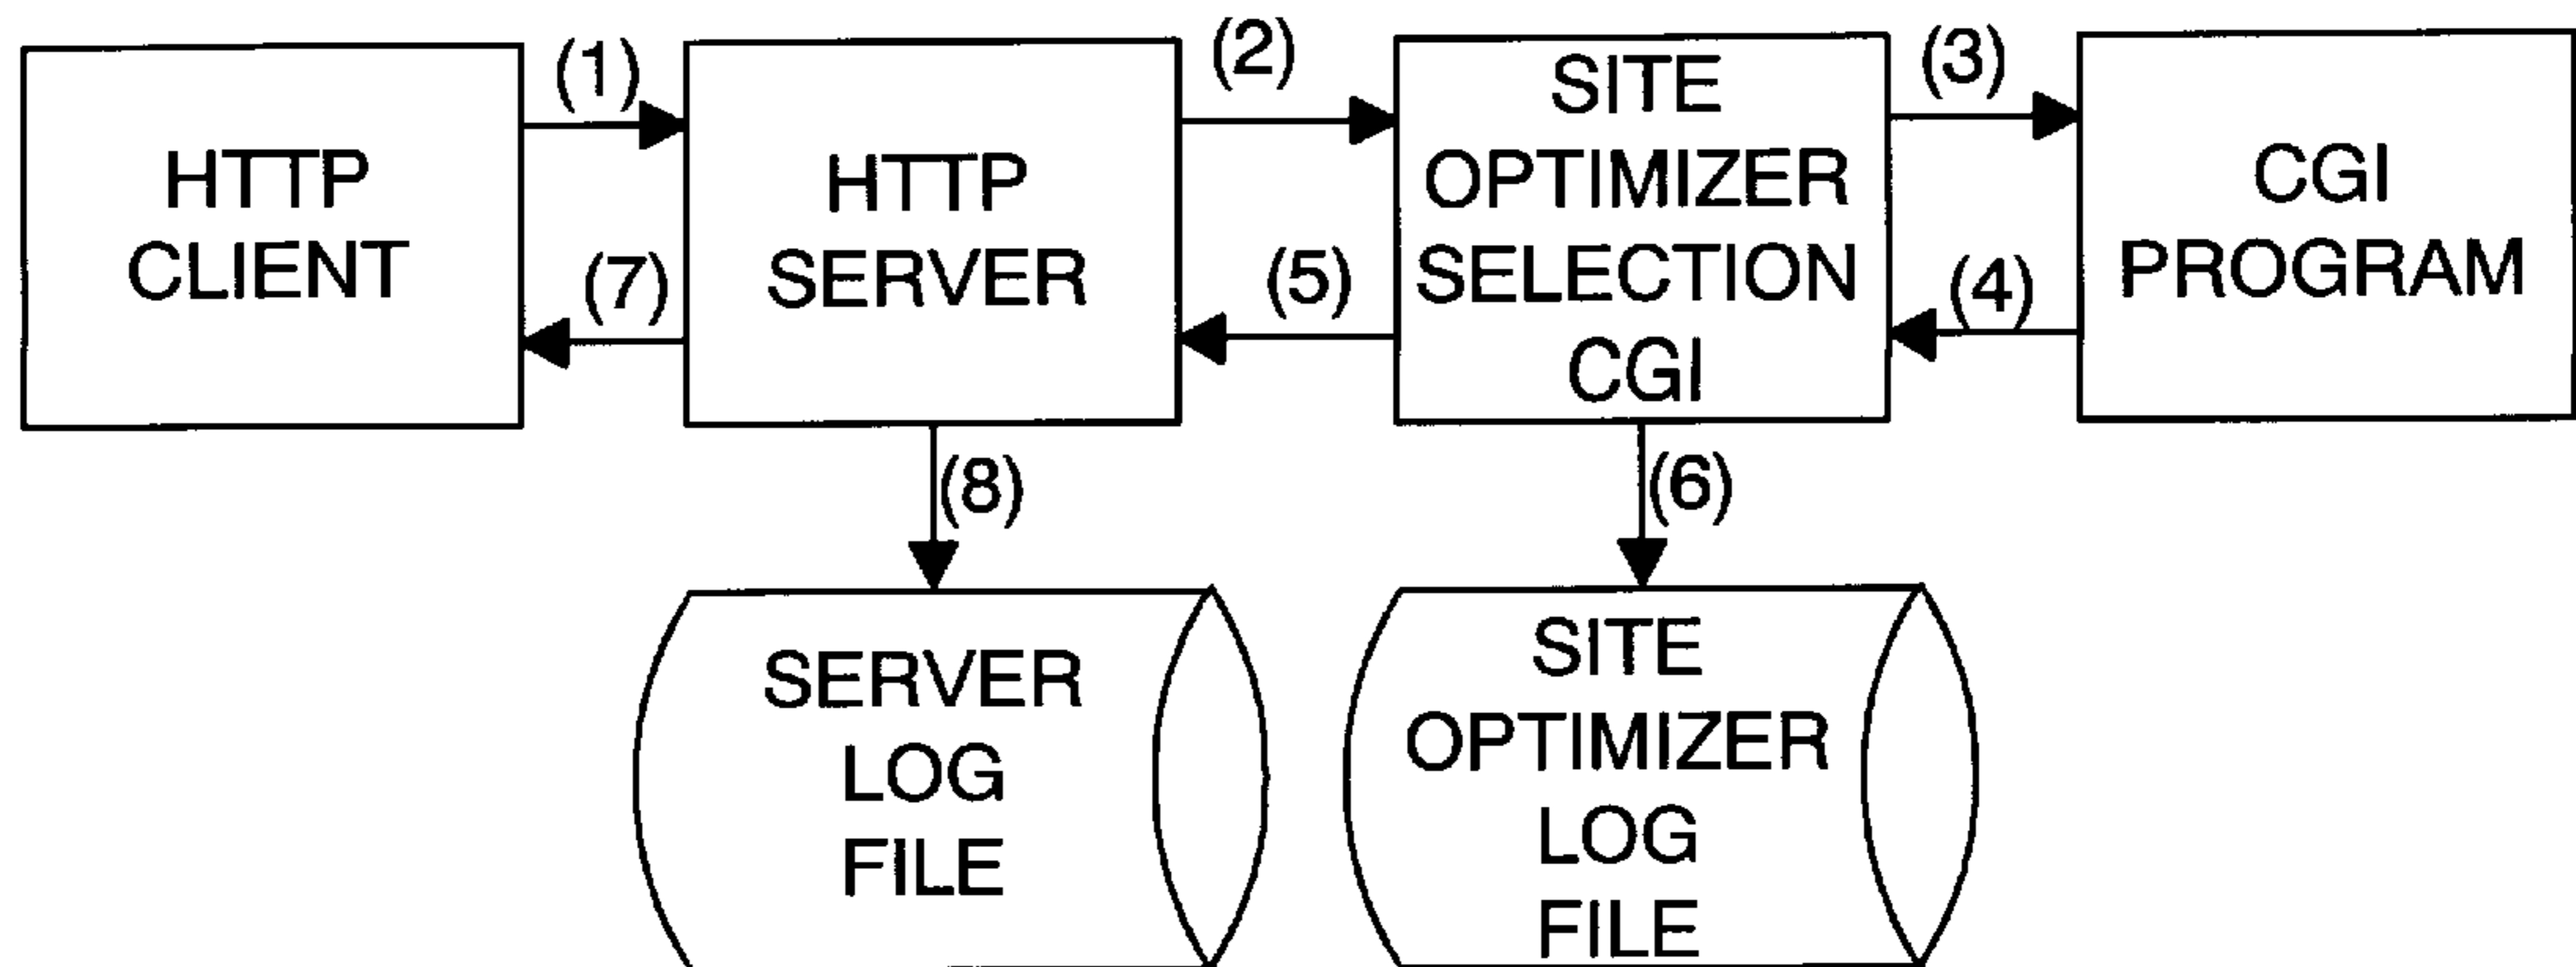 (1)
(2)
(3)
HTTP
CLIENT
HTTP
SERVER
SITE
OPTIMIZER
SELECTION
CGI
CGI
PROGRAM
(7)
(5)
(4)
(8)
(6)
SERVER
LOG
FILE
SITE
OPTIMIZER
LOG
FILE